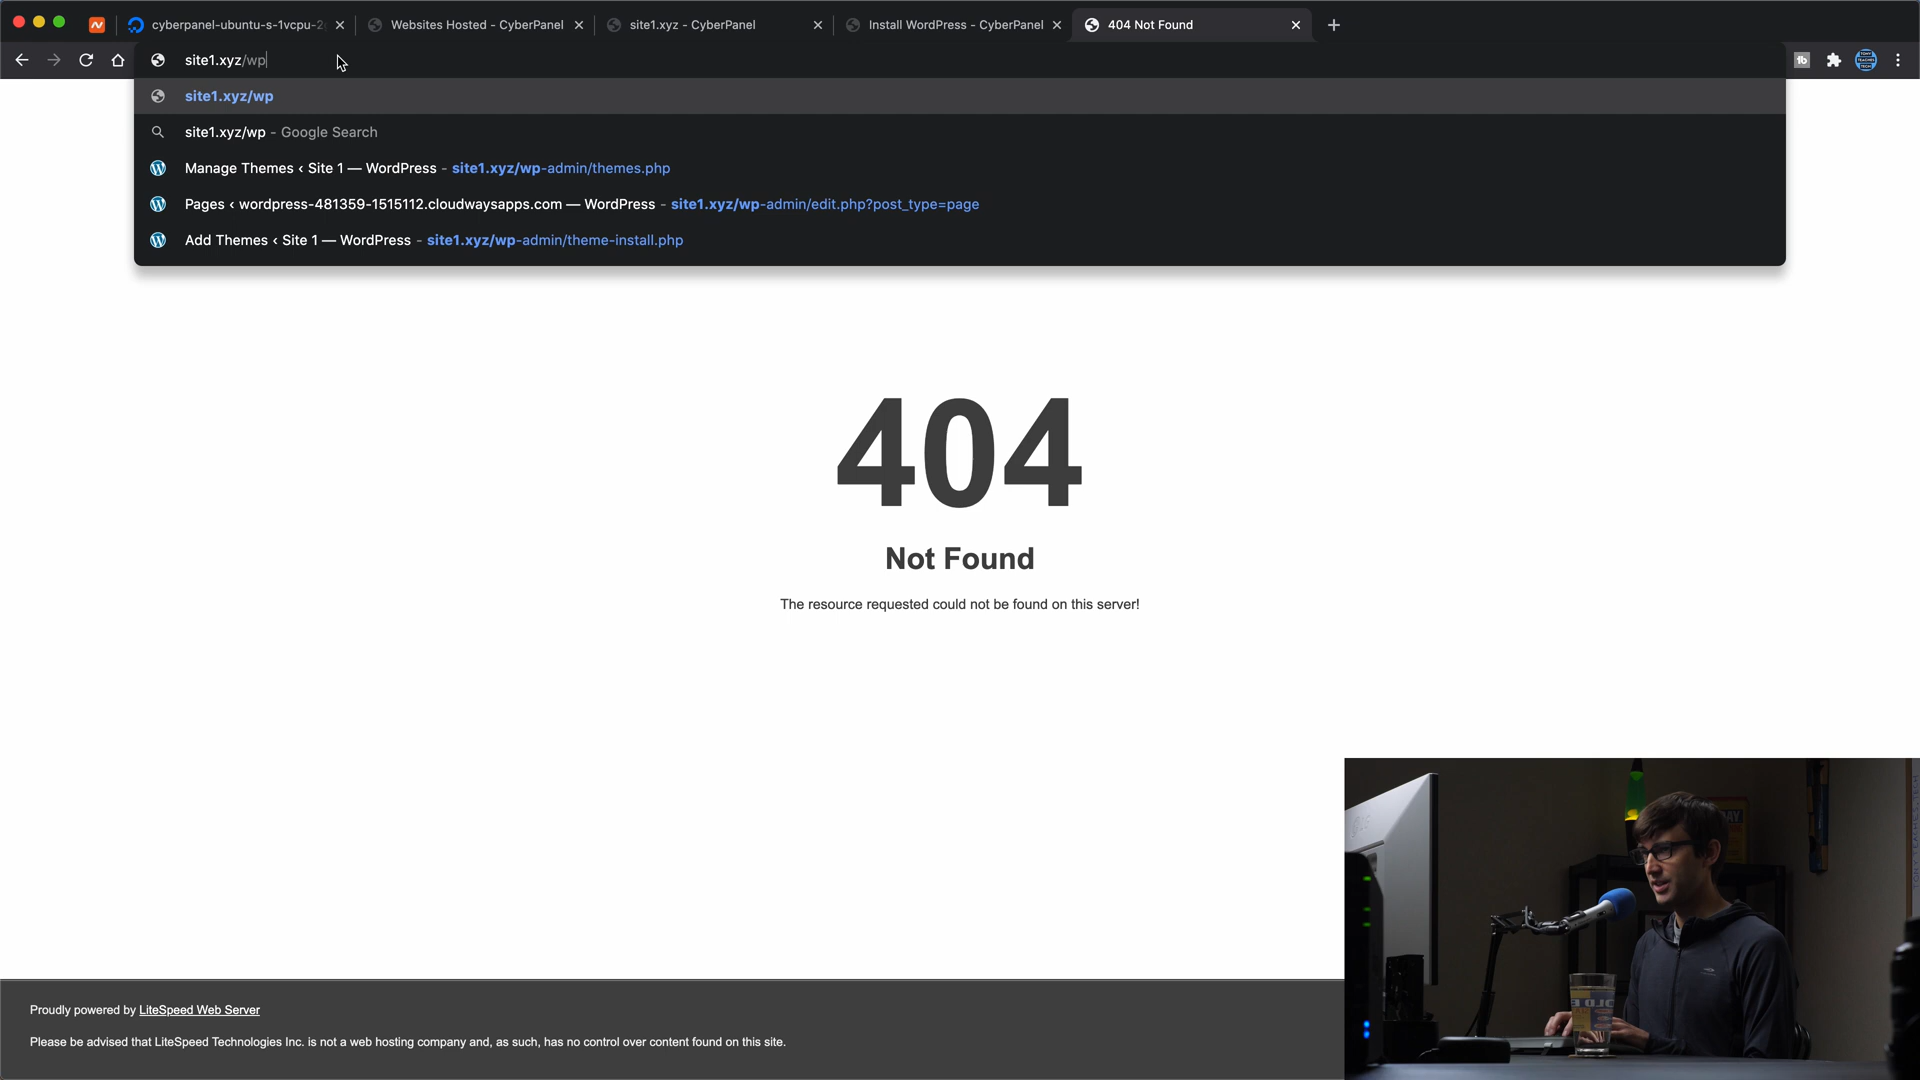 cyberpanel-ubuntu-s-1vcpu-2
Websites Hosted - CyberPanel
site1.xyz - CyberPanel
Install WordPress - CyberPanel
404 Not Found
site1.xyz/wp
site1.xyz/wp
site1.xyz/wp - Google Search
Manage Themes ‹ Site 1 — WordPress - site1.xyz/wp-admin/themes.php
Pages ‹ wordpress-481359-1515112.cloudwaysapps.com — WordPress - site1.xyz/wp-admin/edit.php?post_type=page
Add Themes ‹ Site 1 — WordPress - site1.xyz/wp-admin/theme-install.php
404
Not Found
The resource requested could not be found on this server!
Proudly powered by LiteSpeed Web Server
Please be advised that LiteSpeed Technologies Inc. is not a web hosting company and, as such, has no control over content found on this site.